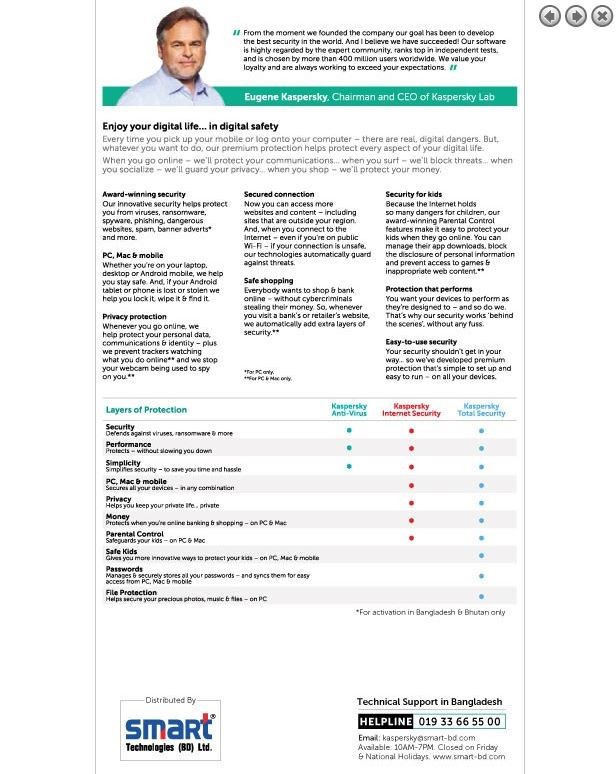 " From the moment we founded the company our goal has been to develop
the best security in the world. And I believe we have succeeded! Our software
is highly regarded by the expert community, ranks top in independent tests,
and is chosen by more than 400 million users worldwide. We value your
loyalty and are always working to exceed your expectations. "
Eugene Kaspersky, Chairman and CEO of Kaspersky Lab
Enjoy your digital life... in digital safety
Every time you pick up your mobile or log onto your computer – there are real, digital dangers. But,
whatever you want to do, our premium protection helps protect every aspect of your digital life.
When you go online – we'll protect your communications... when you surf – we'll block threats... when
you socialize – we'll guard your privacy... when you shop – we'll protect your money.
Award-winning security
Our innovative security helps protect
you from viruses, ransomware,
spyware, phishing, dangerous
websites, spam, banner adverts*
and more.
PC, Mac & mobile
Whether you're on your laptop,
desktop or Android mobile, we help
you stay safe. And, if your Android
tablet or phone is lost or stolen we
help you lock it, wipe it & find it.
Privacy protection
Whenever you go online, we
help protect your personal data,
communications & identity – plus
we prevent trackers watching
what you do online** and we stop
your webcam being used to spy
on you.**
Secured connection
Now you can access more
websites and content – including
sites that are outside your region.
And, when you connect to the
Internet – even if you're on public
Wi-Fi – if your connection is unsafe,
our technologies automatically guard
against threats.
Safe shopping
Everybody wants to shop & bank
online – without cybercriminals
stealing their money. So, whenever
you visit a bank's or retailer's website,
we automatically add extra layers of
security.**
*For PC only.
**For PC & Mac only.
Security for kids
Because the Internet holds
so many dangers for children, our
award-winning Parental Control
features make it easy to protect your
kids when they go online. You can
manage their app downloads, block
the disclosure of personal information
and prevent access to games &
inappropriate web content.**
Protection that performs
You want your devices to perform as
they're designed to – and so do we.
That's why our security works 'behind
the scenes', without any fuss.
Easy-to-use security
Your security shouldn't get in your
way... so we've developed premium
protection that's simple to set up and
easy to run – on all your devices.
Layers of Protection
Kaspersky
Anti-Virus
Kaspersky
Internet Security
Kaspersky
Total Security
Security
Defends against viruses, ransomware & more
Performance
Protects – without slowing you down
Simplicity
Simplifies security – to save you time and hassle
PC, Mac & mobile
Secures all your devices – in any combination
Privacy
Helps you keep your private life... private
Money
Protects when you're online banking & shopping – on PC & Mac
Parental Control
Safeguards your kids – on PC & Mac
Safe Kids
Gives you more innovative ways to protect your kids – on PC, Mac & mobile
Passwords
Manages & securely stores all your passwords – and syncs them for easy
access from PC, Mac & mobile
File Protection
Helps secure your precious photos, music & files – on PC
*For activation in Bangladesh & Bhutan only
Distributed By
smart®
Technologies (BD) Ltd.
Technical Support in Bangladesh
HELPLINE 019 33 66 55 00
Email: kaspersky@smart-bd.com
Available: 10AM-7PM. Closed on Friday
& National Holidays. www.smart-bd.com